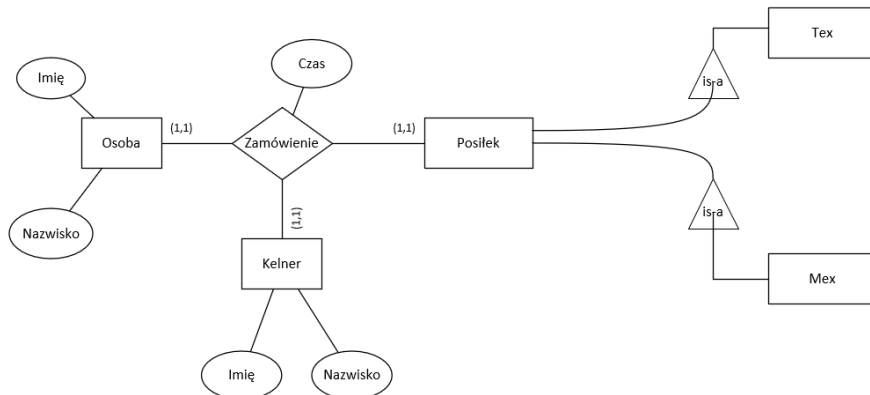 Tex
Imię
Czas
is-a
Osoba
(1,1)
Zamówienie
(1,1)
Posiłek
is-a
Nazwisko
(1,1)
Kelner
Mex
Imię
Nazwisko